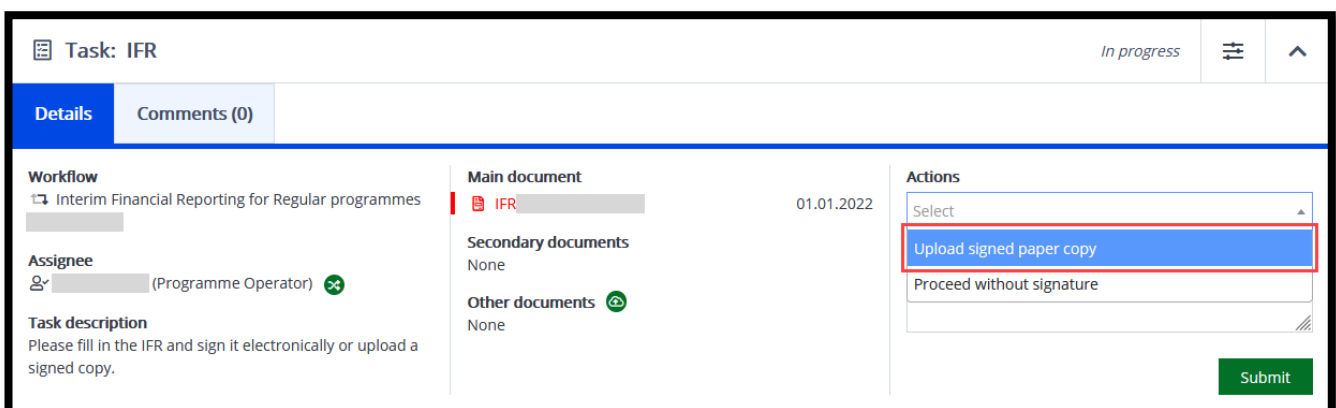 Task: IFR
In progress
Details
Comments (0)
Workflow
Interim Financial Reporting for Regular programmes
Assignee
(Programme Operator)
Task description
Please fill in the IFR and sign it electronically or upload a
signed copy.
Main document
IFR
01.01.2022
Secondary documents
None
Other documents
None
Actions
Select
Upload signed paper copy
Proceed without signature
Submit